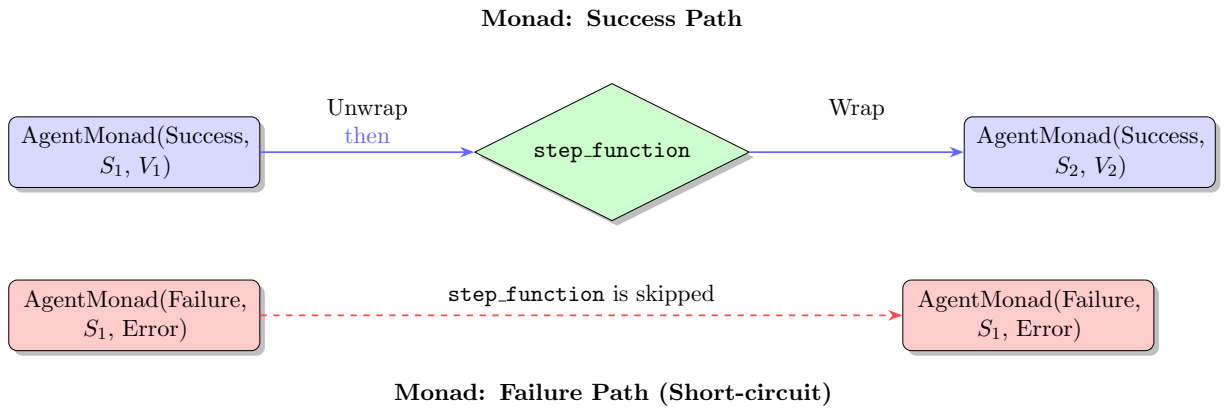 Monad: Success Path
AgentMonad(Success,
S₁, V₁)
Unwrap
then
step_function
Wrap
AgentMonad(Success,
S₂, V₂)
AgentMonad(Failure,
S₁, Error)
step_function is skipped
AgentMonad(Failure,
S₁, Error)
Monad: Failure Path (Short-circuit)